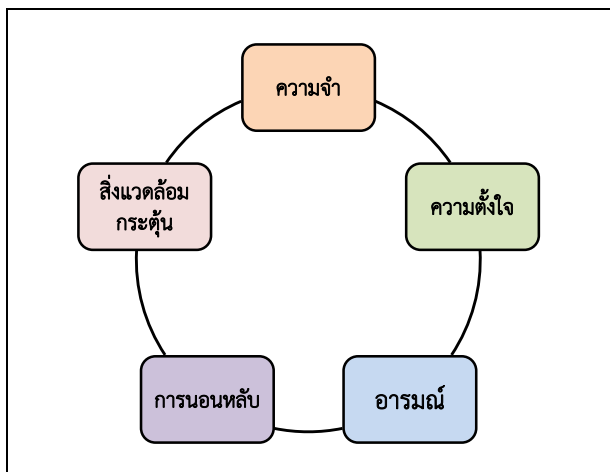 ความจำ
สิ่งแวดล้อม
กระตุ้น
ความตั้งใจ
การนอนหลับ
อารมณ์